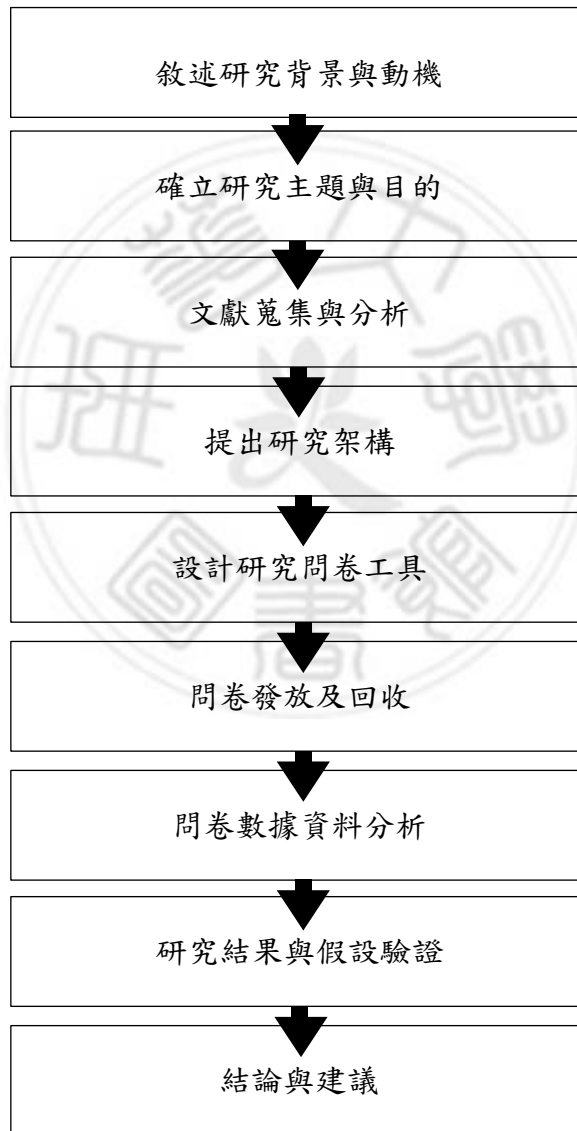 敘述研究背景與動機
確立研究主題與目的
文獻蒐集與分析
提出研究架構
設計研究問卷工具
問卷發放及回收
問卷數據資料分析
研究結果與假設驗證
結論與建議